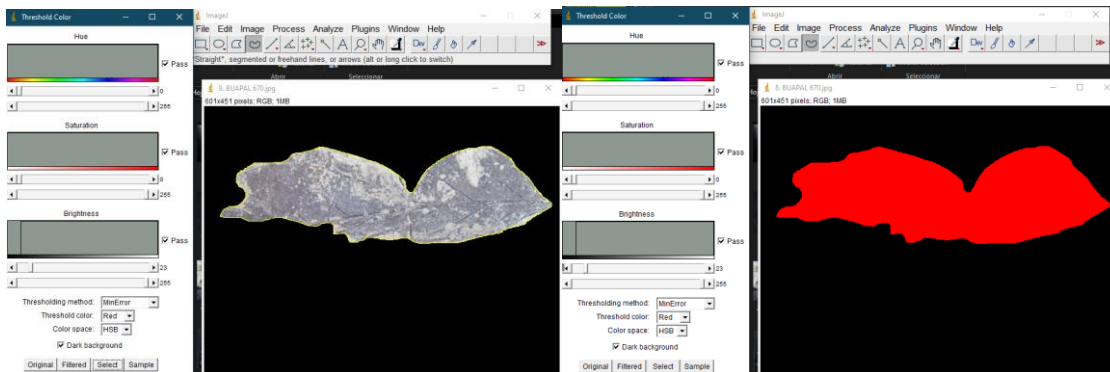 Threshold Color
Hue
Pass
0
255
Saturation
Pass
0
255
Brightness
Pass
23
255
Thresholding method: MinError
Threshold color: Red
Color space: HSB
Dark background
Original Filtered Select Sample
ImageJ
File Edit Image Process Analyze Plugins Window Help
Dev
Straight*, segmented or freehand lines, or arrows (alt or long click to switch)
Abrir Seleccionar
8. BUAPAL 670.jpg
601x451 pixels; RGB; 1MB
Threshold Color
Hue
Pass
0
255
Saturation
Pass
0
255
Brightness
Pass
23
255
Thresholding method: MinError
Threshold color: Red
Color space: HSB
Dark background
Original Filtered Select Sample
ImageJ
File Edit Image Process Analyze Plugins Window Help
Dev
Abrir Seleccionar
8. BUAPAL 670.jpg
601x451 pixels; RGB; 1MB